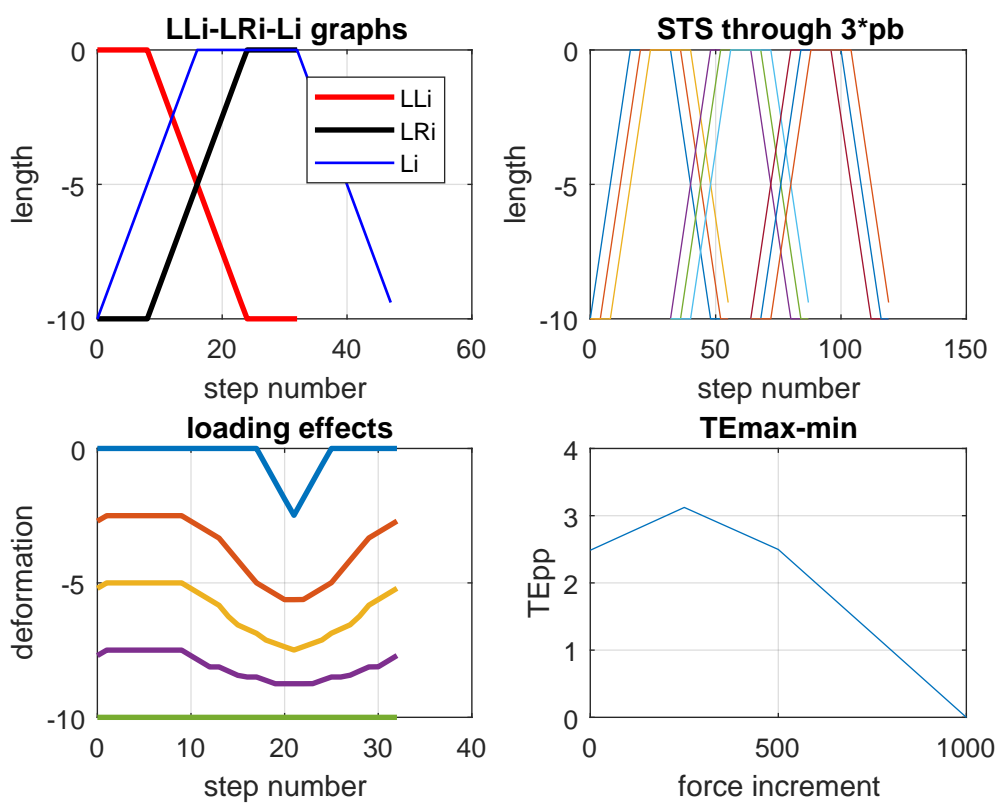 LLi-LRi-Li graphs
0
-5
-10
length
0
20
40
60
step number
LLi
LRi
Li
STS through 3*pb
0
-5
-10
length
0
50
100
150
step number
loading effects
0
-5
-10
deformation
0
10
20
30
40
step number
TEmax-min
4
3
2
1
0
TEpp
0
500
1000
force increment